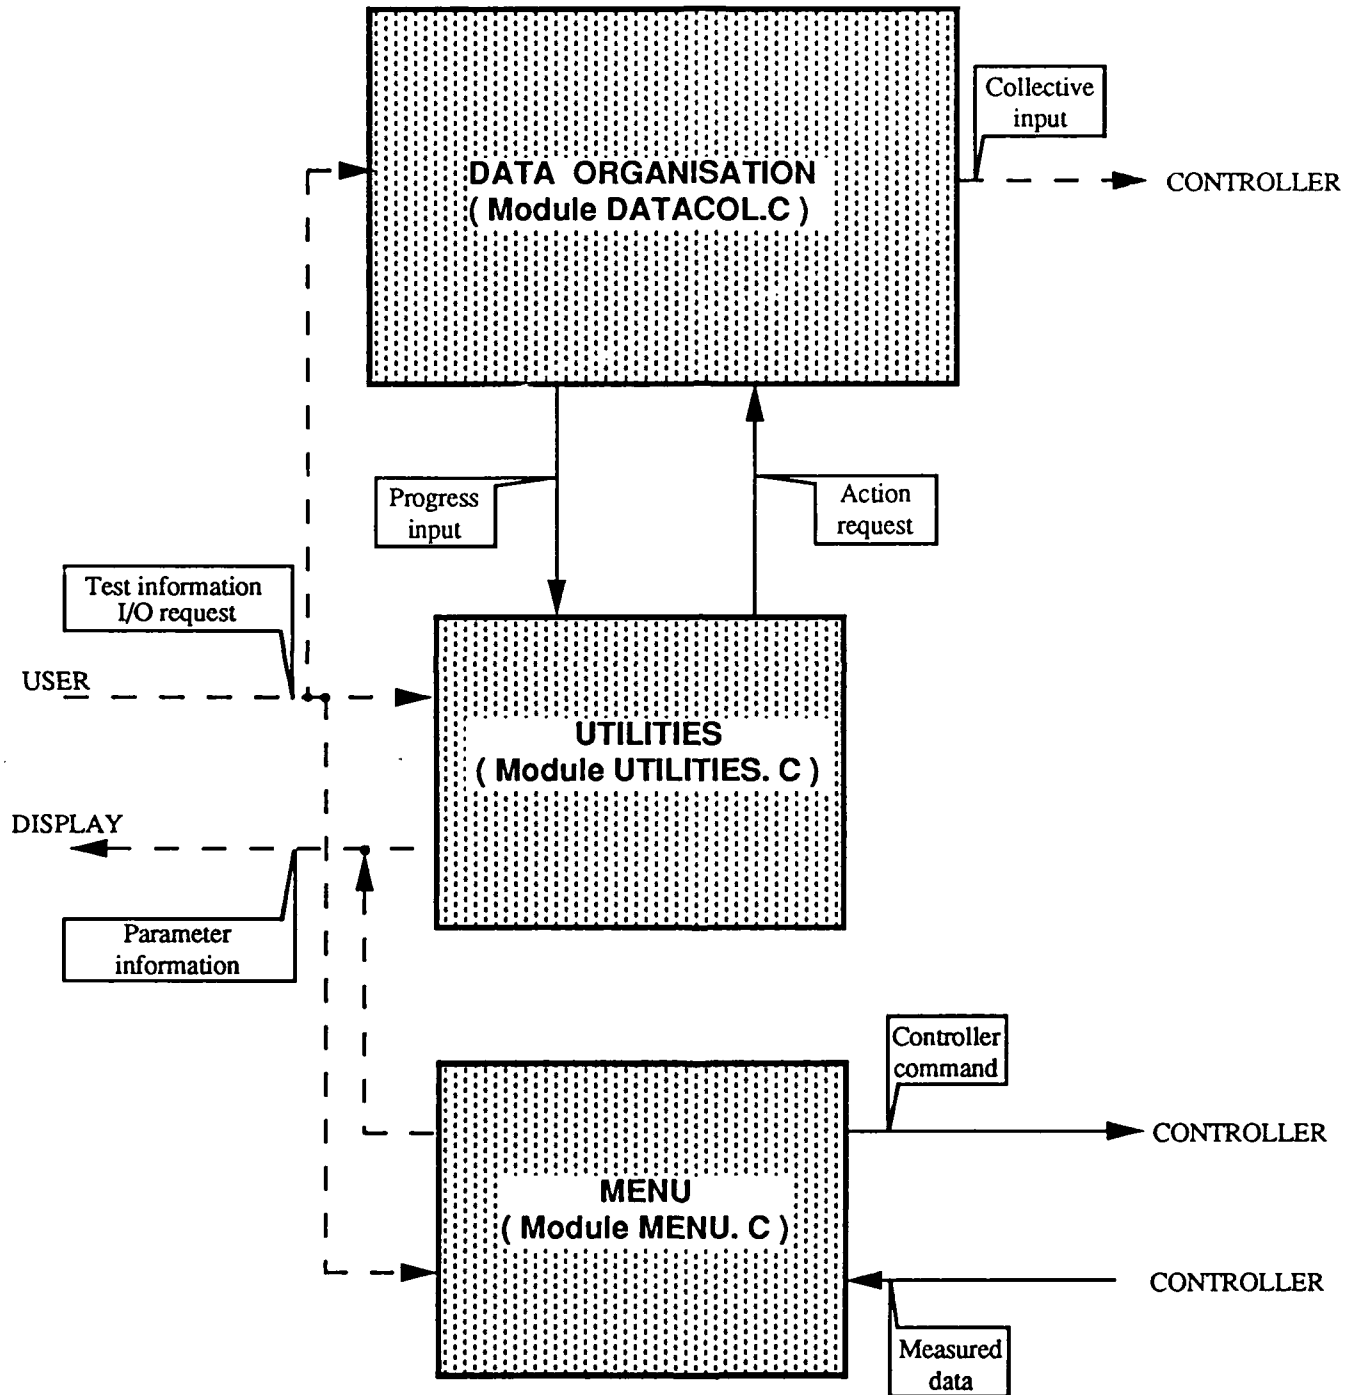 Collective
input
DATA ORGANISATION
( Module DATACOL.C )
CONTROLLER
Progress
input
Action
request
Test information
I/O request
USER
UTILITIES
( Module UTILITIES. C )
DISPLAY
Parameter
information
Controller
command
CONTROLLER
MENU
( Module MENU. C )
CONTROLLER
Measured
data